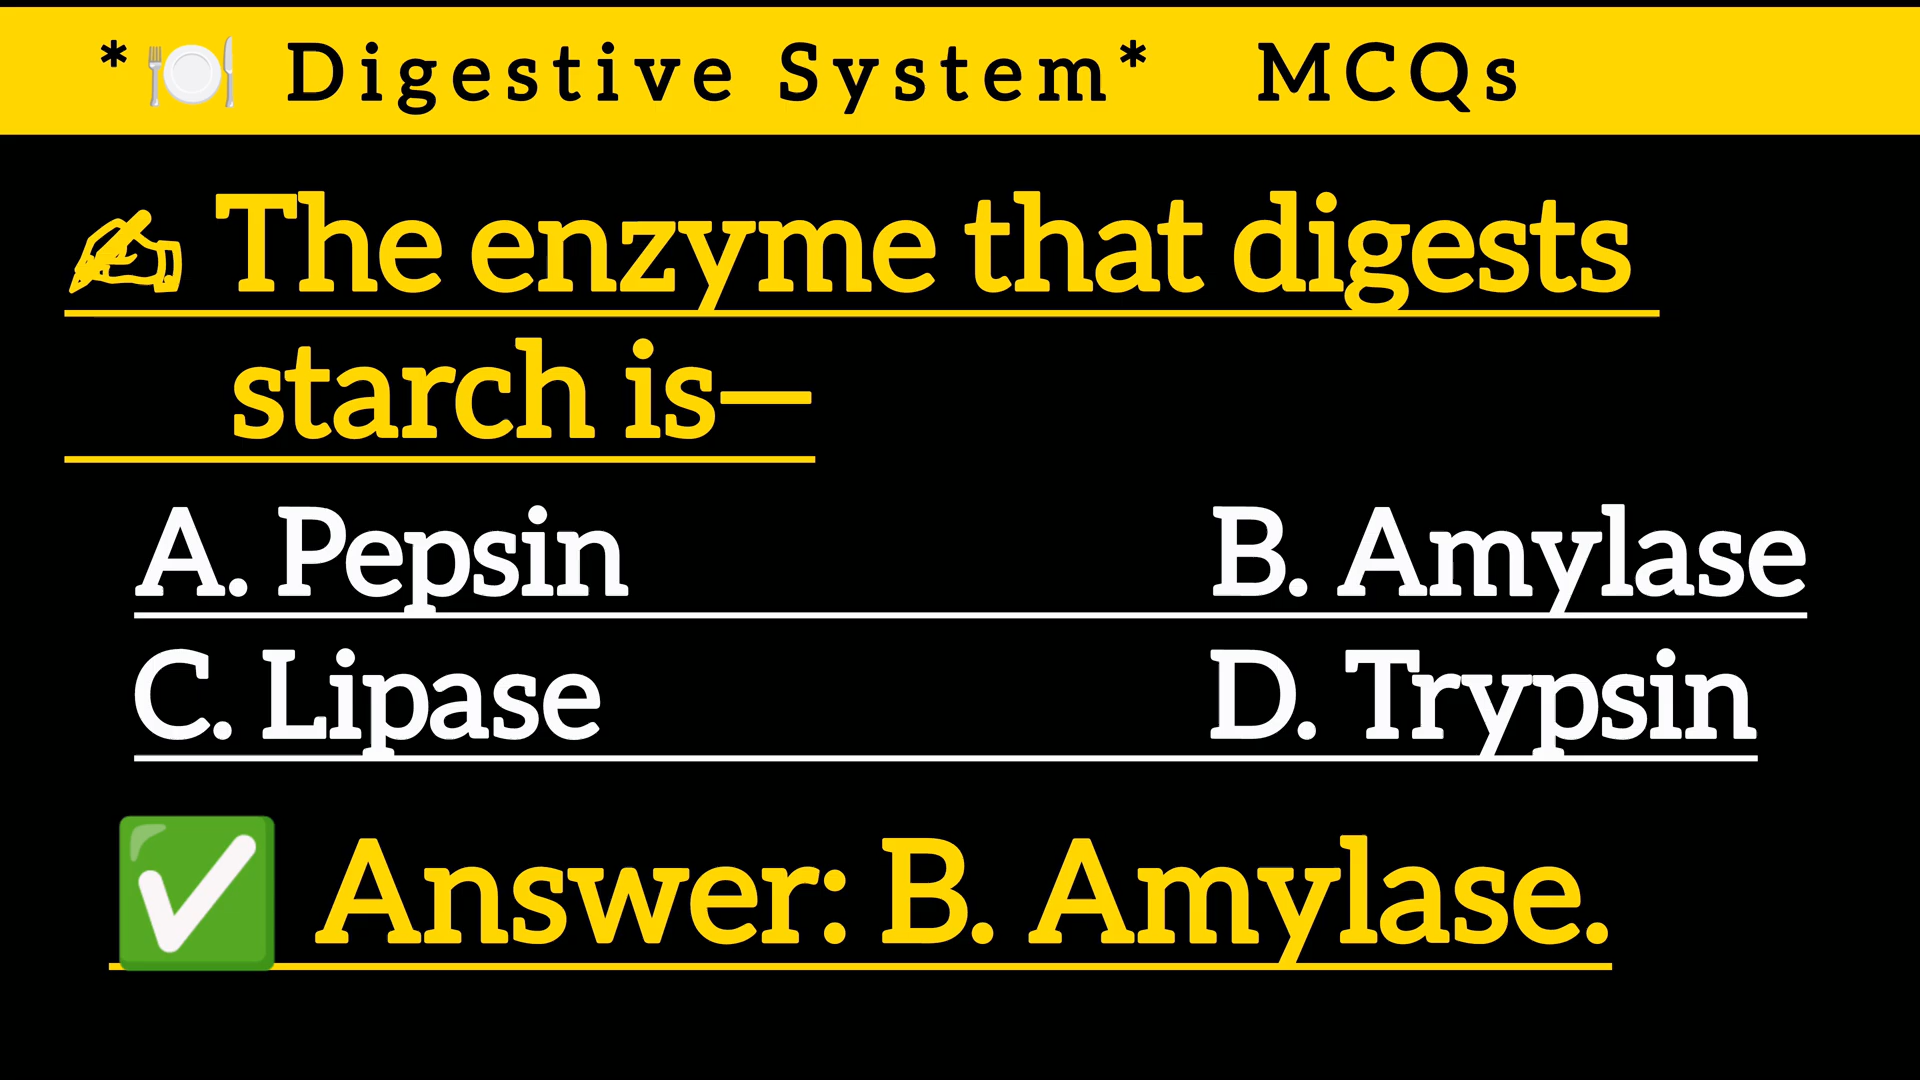 *🍽️ Digestive System* MCQs
✍ The enzyme that digests
starch is—
A. Pepsin B. Amylase
C. Lipase D. Trypsin
✅ Answer: B. Amylase.